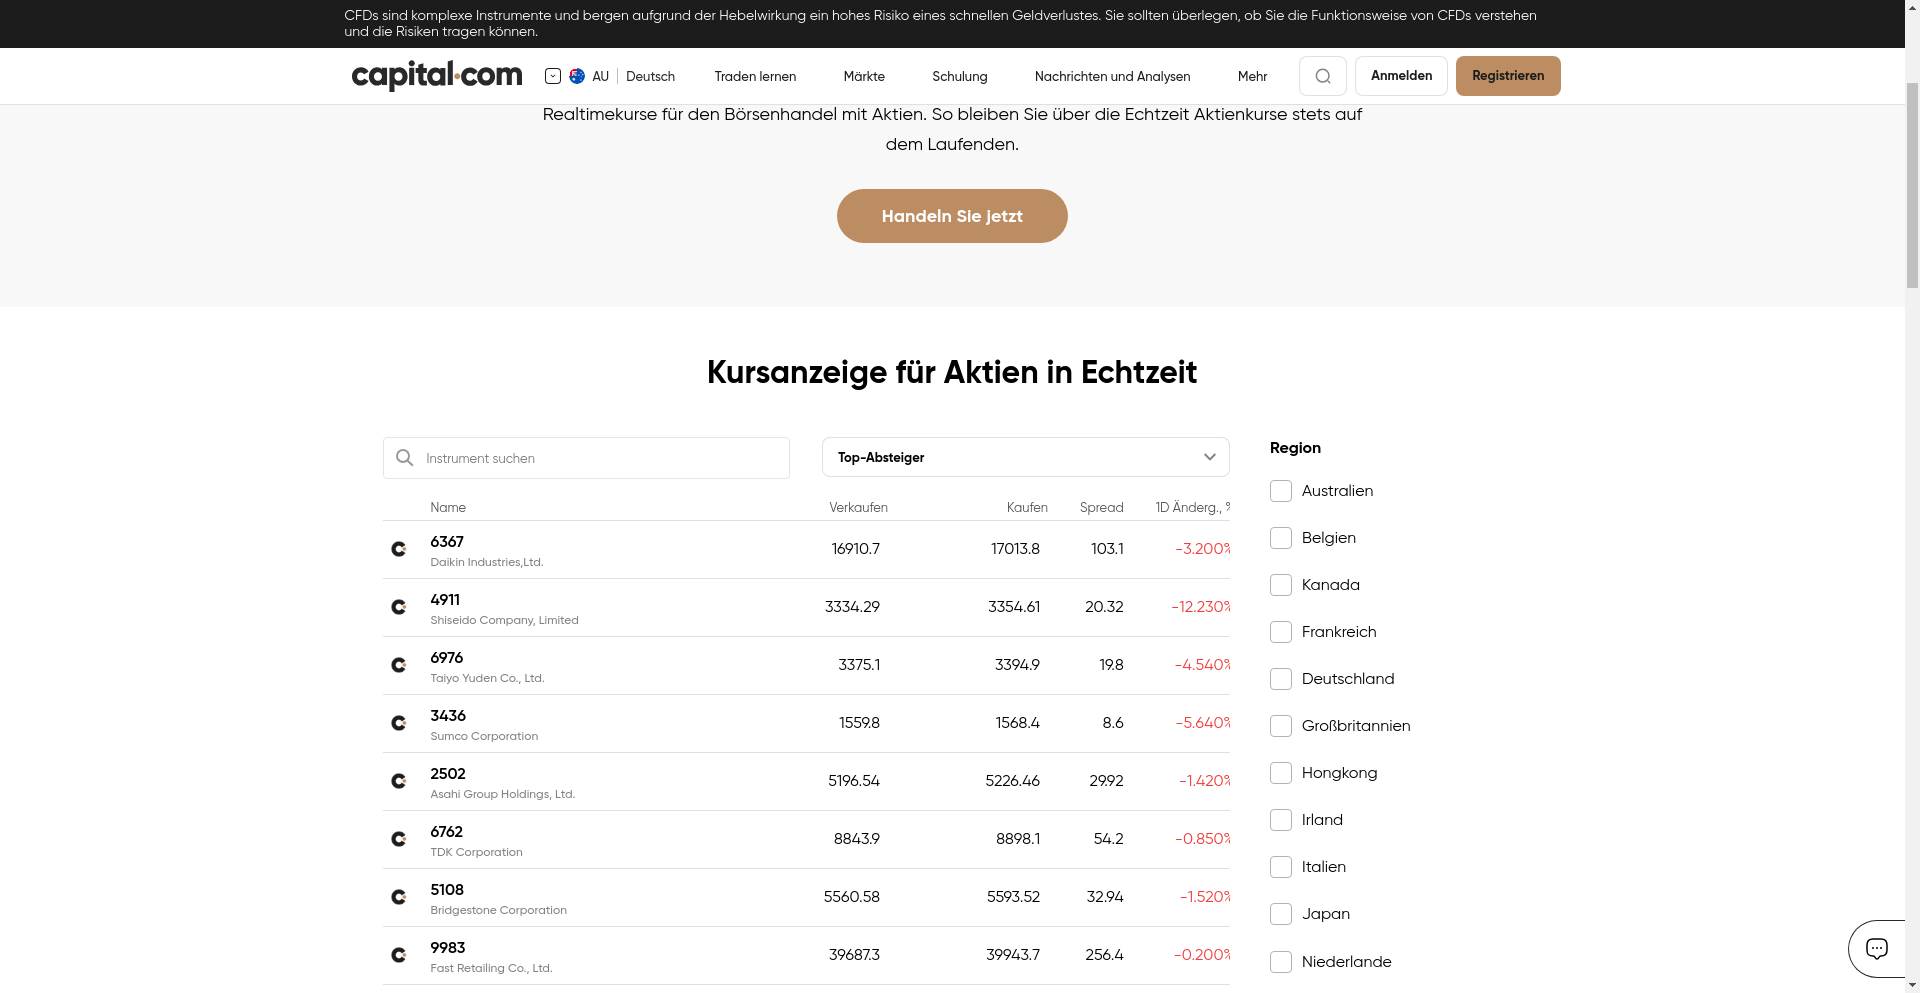 CFDs sind komplexe Instrumente und bergen aufgrund der Hebelwirkung ein hohes Risiko eines schnellen Geldverlustes. Sie sollten überlegen, ob Sie die Funktionsweise von CFDs verstehen
und die Risiken tragen können.
capital.com
AU
Deutsch
Traden lernen
Märkte
Schulung
Nachrichten und Analysen
Mehr
Anmelden
Registrieren
Realtimekurse für den Börsenhandel mit Aktien. So bleiben Sie über die Echtzeit Aktienkurse stets auf
dem Laufenden.
Handeln Sie jetzt
Kursanzeige für Aktien in Echtzeit
Instrument suchen
Top-Absteiger
Name Verkaufen Kaufen Spread 1D Änderg., %
6367 16910.7 17013.8 103.1 -3.200%
Daikin Industries,Ltd.
4911 3334.29 3354.61 20.32 -12.230%
Shiseido Company, Limited
6976 3375.1 3394.9 19.8 -4.540%
Taiyo Yuden Co., Ltd.
3436 1559.8 1568.4 8.6 -5.640%
Sumco Corporation
2502 5196.54 5226.46 29.92 -1.420%
Asahi Group Holdings, Ltd.
6762 8843.9 8898.1 54.2 -0.850%
TDK Corporation
5108 5560.58 5593.52 32.94 -1.520%
Bridgestone Corporation
9983 39687.3 39943.7 256.4 -0.200%
Fast Retailing Co., Ltd.
Region
Australien
Belgien
Kanada
Frankreich
Deutschland
Großbritannien
Hongkong
Irland
Italien
Japan
Niederlande